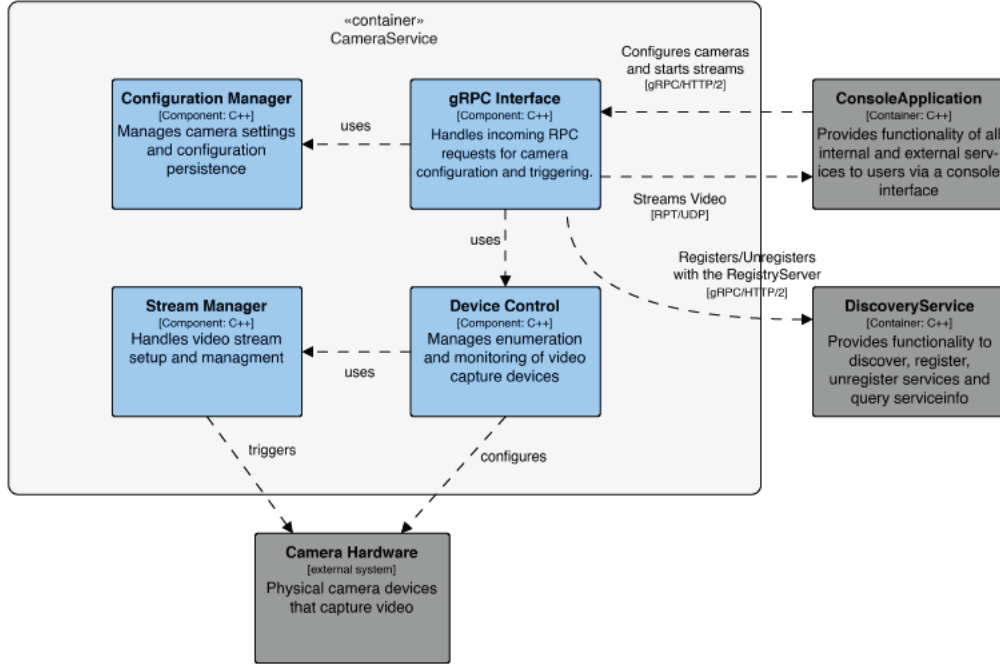 «container»
CameraService
Configuration Manager
[Component: C++]
Manages camera settings
and configuration
persistence
uses
gRPC Interface
[Component: C++]
Handles incoming RPC
requests for camera
configuration and triggering.
Configures cameras
and starts streams
[gRPC/HTTP/2]
ConsoleApplication
[Container: C++]
Provides functionality of all
internal and external serv-
ices to users via a console
interface
Streams Video
[RPT/UDP]
uses
Registers/Unregisters
with the RegistryServer
[gRPC/HTTP/2]
Stream Manager
[Component: C++]
Handles video stream
setup and managment
uses
Device Control
[Component: C++]
Manages enumeration
and monitoring of video
capture devices
DiscoveryService
[Container: C++]
Provides functionality to
discover, register,
unregister services and
query serviceinfo
triggers
configures
Camera Hardware
[external system]
Physical camera devices
that capture video